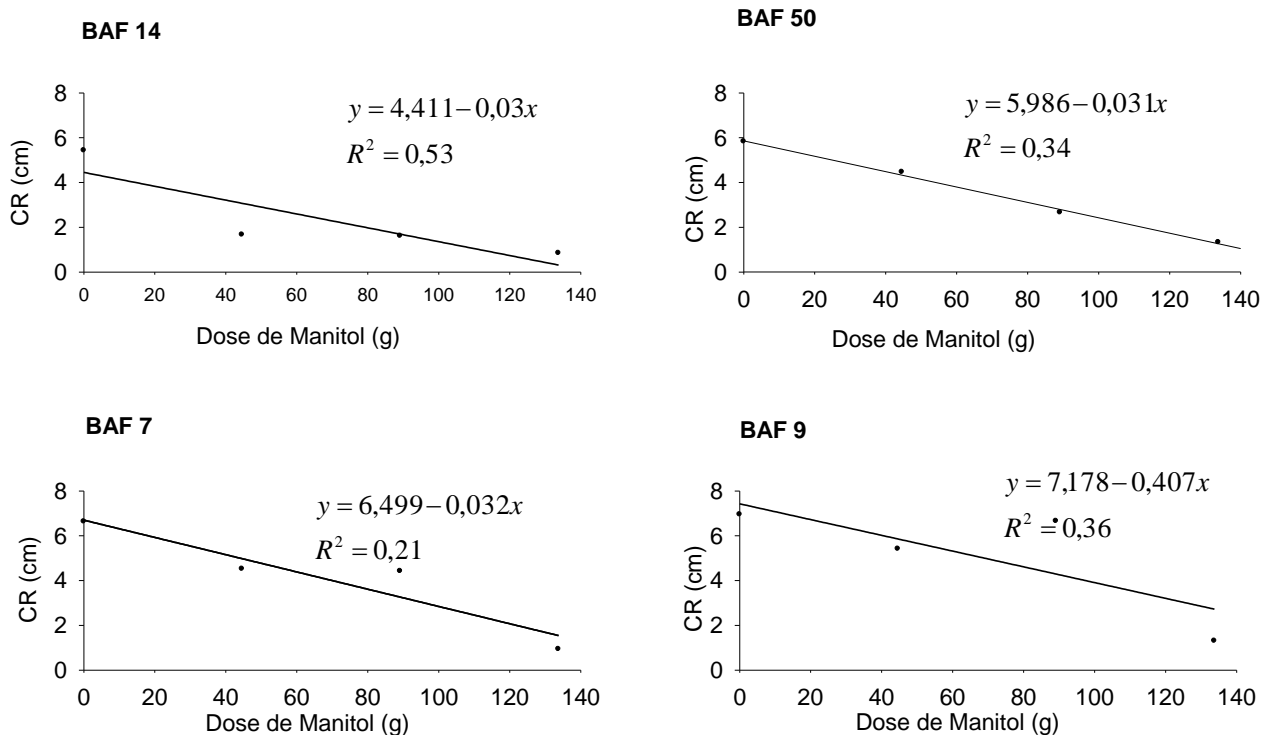 BAF 14
y = 4,411−0,03x
R² = 0,53
CR (cm)
8
6
4
2
0
0 20 40 60 80 100 120 140
Dose de Manitol (g)
BAF 50
y = 5,986−0,031x
R² = 0,34
CR (cm)
8
6
4
2
0
0 20 40 60 80 100 120 140
Dose de Manitol (g)
BAF 7
y = 6,499−0,032x
R² = 0,21
CR (cm)
8
6
4
2
0
0 20 40 60 80 100 120 140
Dose de Manitol (g)
BAF 9
y = 7,178−0,407x
R² = 0,36
CR (cm)
8
6
4
2
0
0 20 40 60 80 100 120 140
Dose de Manitol (g)